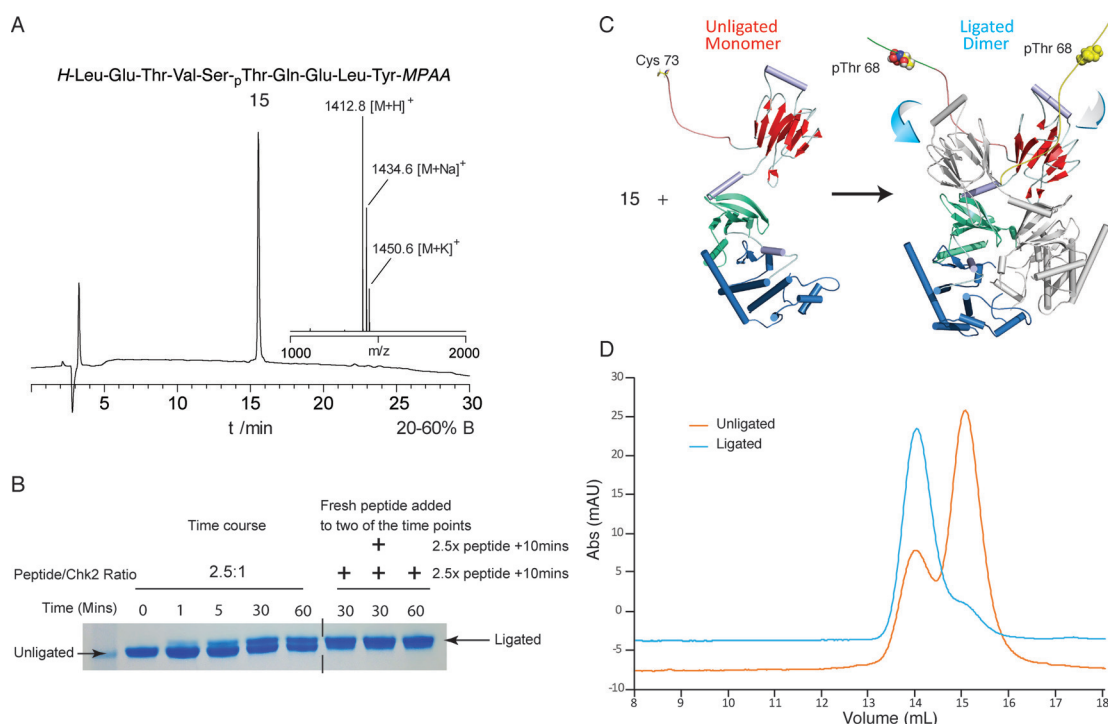 A
H-Leu-Glu-Thr-Val-Ser-pThr-Gln-Glu-Leu-Tyr-MPAA
15
1412.8 [M+H]+
1434.6 [M+Na]+
1450.6 [M+K]+
1000
m/z
2000
5
10
15
20
25
30
t /min
20-60% B
B
Time course
Fresh peptide added
to two of the time points
+
2.5x peptide +10mins
Peptide/Chk2 Ratio
2.5:1
+ + +
2.5x peptide +10mins
Time (Mins)
0 1 5 30 60 30 30 60
Unligated
Ligated
C
Unligated
Monomer
Ligated
Dimer
Cys 73
pThr 68
pThr 68
15 +
D
Unligated
Ligated
Abs (mAU)
30
25
20
15
10
5
0
-5
-10
8 9 10 11 12 13 14 15 16 17 18
Volume (mL)